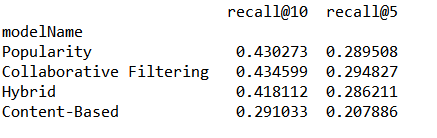 recall@10 recall@5
modelName
Popularity 0.430273 0.289508
Collaborative Filtering 0.434599 0.294827
Hybrid 0.418112 0.286211
Content-Based 0.291033 0.207886